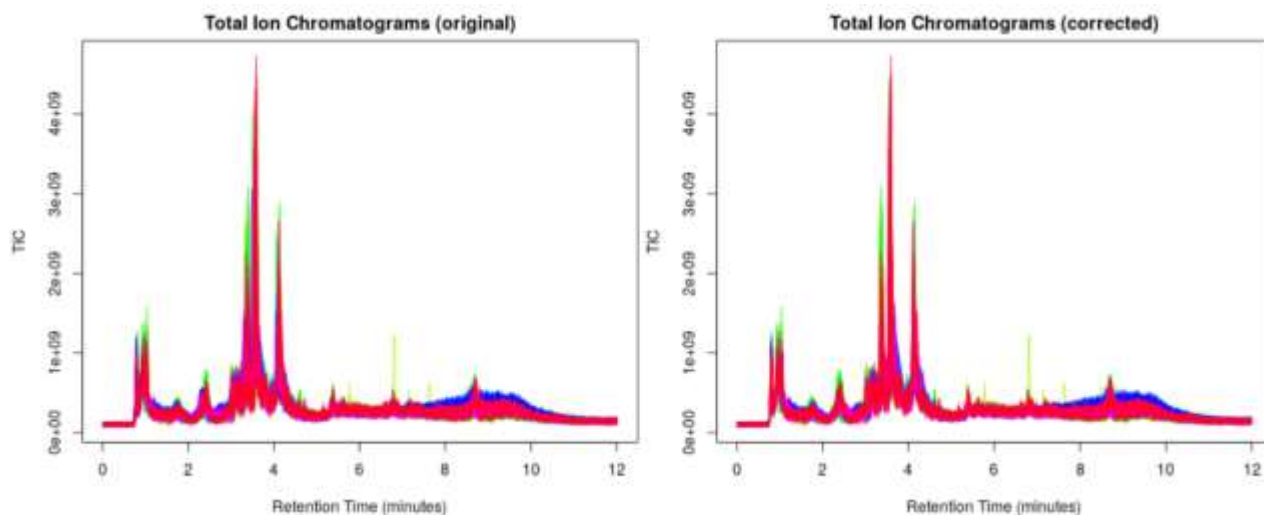 Total Ion Chromatograms (original)
TIC
4e+09
3e+09
2e+09
1e+09
0e+00
0 2 4 6 8 10 12
Retention Time (minutes)
Total Ion Chromatograms (corrected)
TIC
4e+09
3e+09
2e+09
1e+09
0e+00
0 2 4 6 8 10 12
Retention Time (minutes)